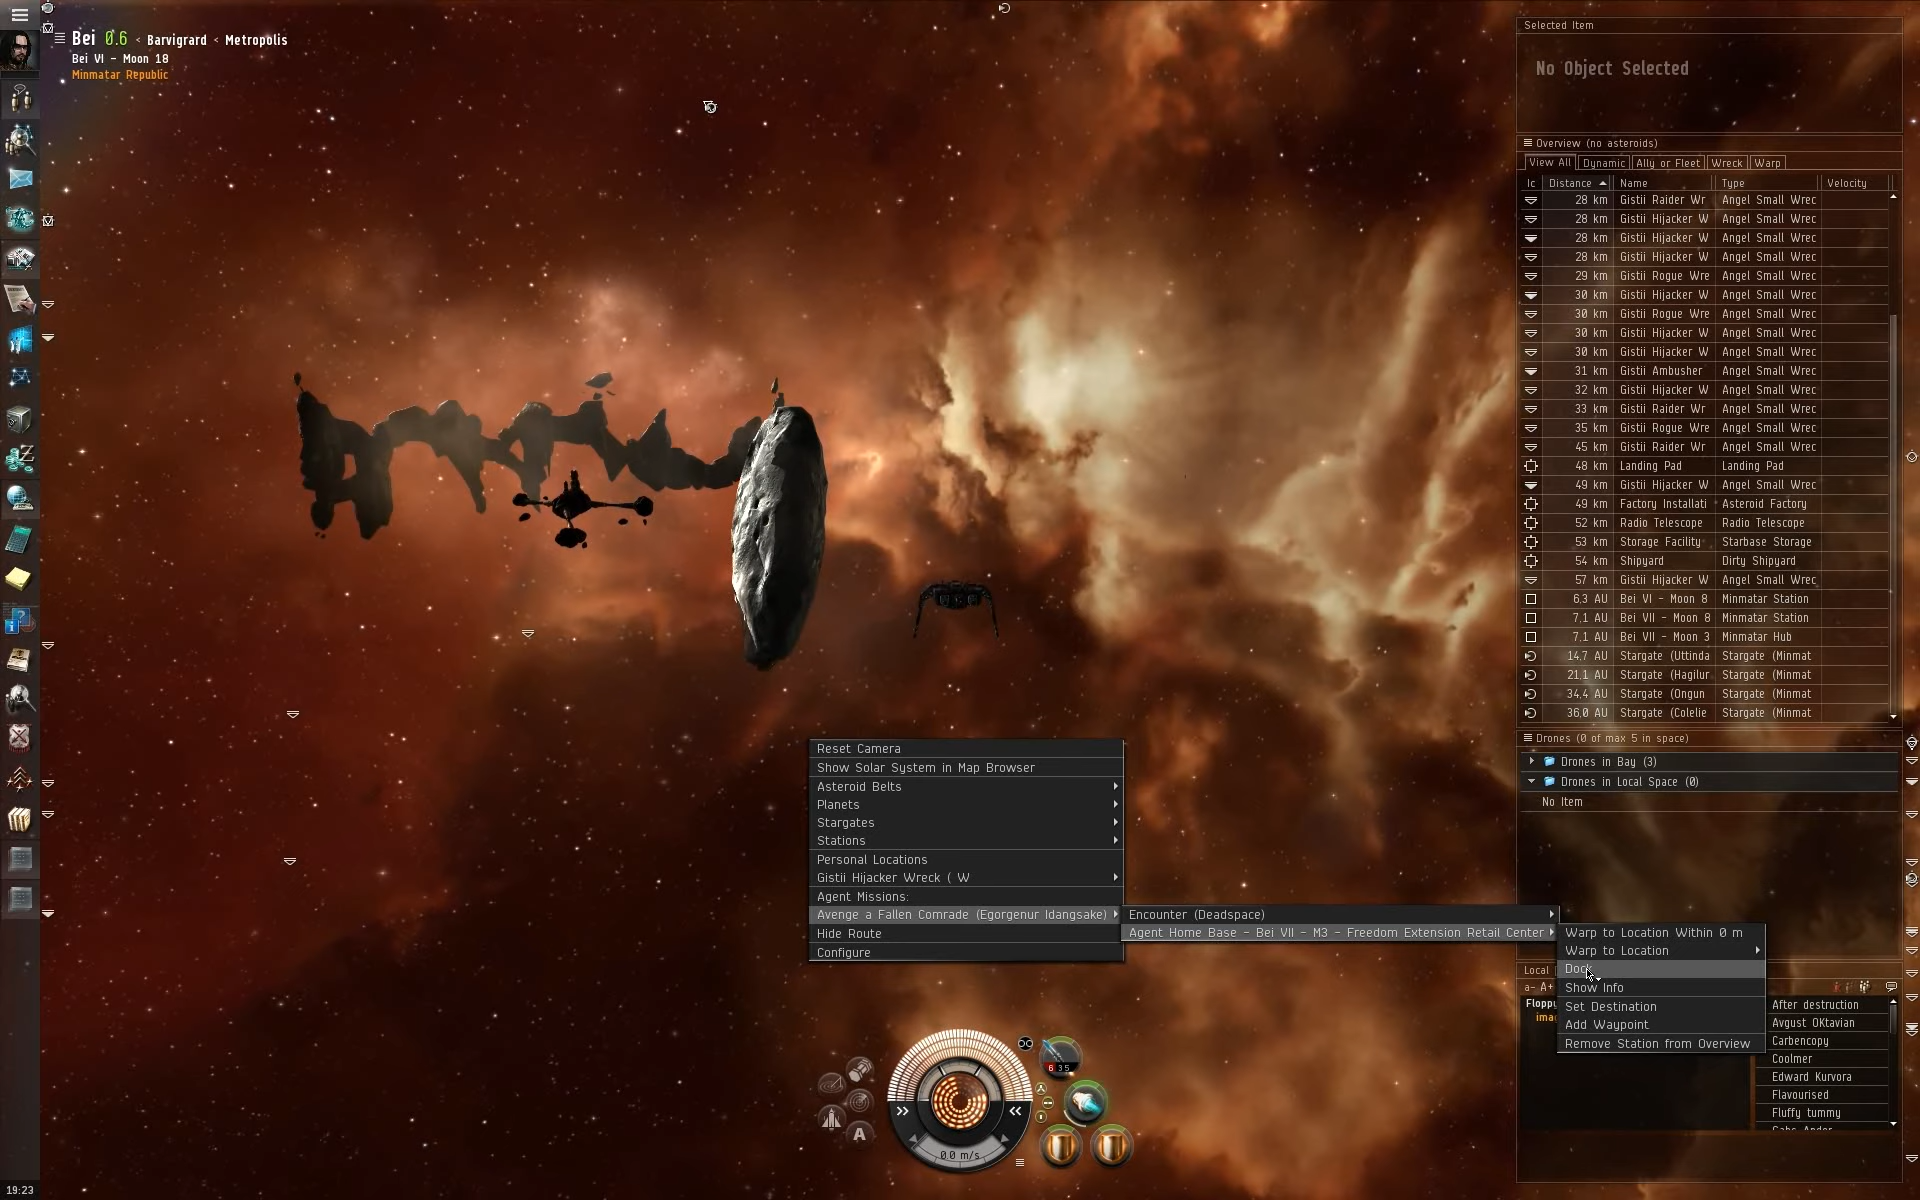 Bei 0.6 < Barvigrard < Metropolis
Bei VI - Moon 18
Minmatar Republic
Selected Item
No Object Selected
Overview (no asteroids)
View All Dynamic Ally or Fleet Wreck Warp
Ic Distance Name Type Velocity
28 km Gistii Raider Wr Angel Small Wrec
28 km Gistii Hijacker W Angel Small Wrec
28 km Gistii Hijacker W Angel Small Wrec
28 km Gistii Hijacker W Angel Small Wrec
29 km Gistii Rogue Wre Angel Small Wrec
30 km Gistii Hijacker W Angel Small Wrec
30 km Gistii Rogue Wre Angel Small Wrec
30 km Gistii Hijacker W Angel Small Wrec
30 km Gistii Hijacker W Angel Small Wrec
31 km Gistii Ambusher Angel Small Wrec
32 km Gistii Hijacker W Angel Small Wrec
33 km Gistii Raider Wr Angel Small Wrec
35 km Gistii Rogue Wre Angel Small Wrec
45 km Gistii Raider Wr Angel Small Wrec
48 km Landing Pad Landing Pad
49 km Gistii Hijacker W Angel Small Wrec
49 km Factory Installati Asteroid Factory
52 km Radio Telescope Radio Telescope
53 km Storage Facility Starbase Storage
54 km Shipyard Dirty Shipyard
57 km Gistii Hijacker W Angel Small Wrec
6,3 AU Bei VI - Moon 8 Minmatar Station
7,1 AU Bei VII - Moon 8 Minmatar Station
7,1 AU Bei VII - Moon 3 Minmatar Hub
14,7 AU Stargate (Uttinda Stargate (Minmat
21,1 AU Stargate (Hagilur Stargate (Minmat
34,4 AU Stargate (Ongun Stargate (Minmat
36,0 AU Stargate (Colelie Stargate (Minmat
Drones (0 of max 5 in space)
Drones in Bay (3)
Drones in Local Space (0)
No Item
Reset Camera
Show Solar System in Map Browser
Asteroid Belts
Planets
Stargates
Stations
Personal Locations
Gistii Hijacker Wreck ( W
Agent Missions:
Avenge a Fallen Comrade (Egorgenur Idangsake)
Hide Route
Configure
Encounter (Deadspace)
Agent Home Base - Bei VII - M3 - Freedom Extension Retail Center
Warp to Location Within 0 m
Warp to Location
Dock
Show Info
Set Destination
Add Waypoint
Remove Station from Overview
Local
a- A+
Floppy
imag
After destruction
Avgust OKtavian
Carbencopy
Coolmer
Edward Kurvora
Flavourised
Fluffy tummy
6 35
A
0.0 m/s
19:23